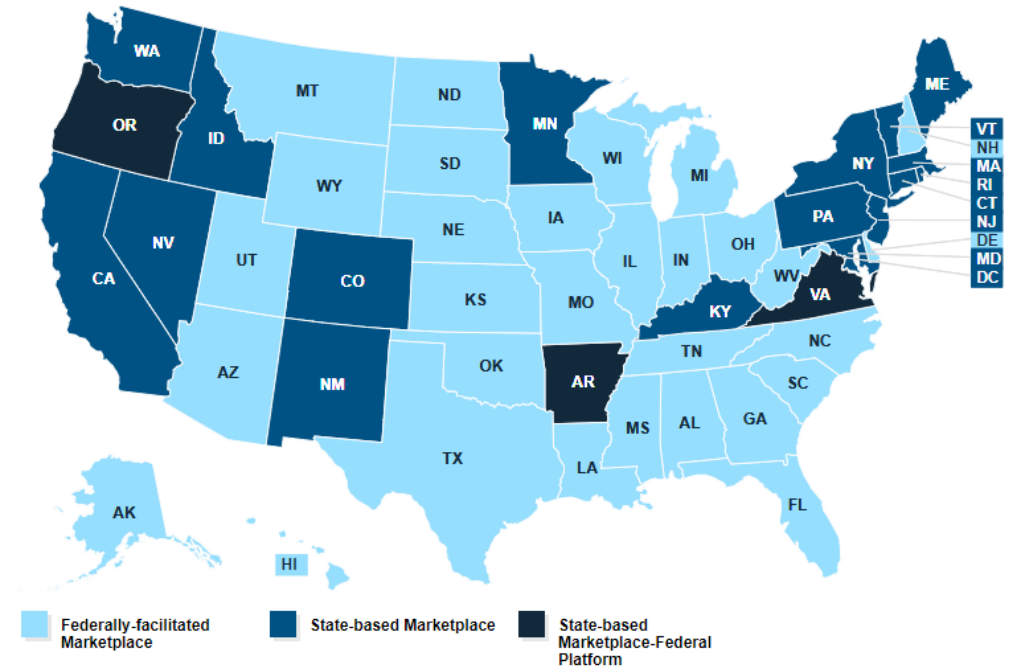 WA
MT
ND
MN
ME
OR
ID
VT
NH
WI
SD
NY
MA
MI
WY
RI
CT
PA
IA
NJ
NE
NV
OH
DE
UT
IL
IN
MD
CA
CO
WV
DC
VA
KS
MO
KY
NC
TN
OK
AZ
NM
AR
SC
GA
MS
AL
TX
LA
FL
AK
HI
Federally-facilitated
Marketplace
State-based Marketplace
State-based
Marketplace-Federal
Platform